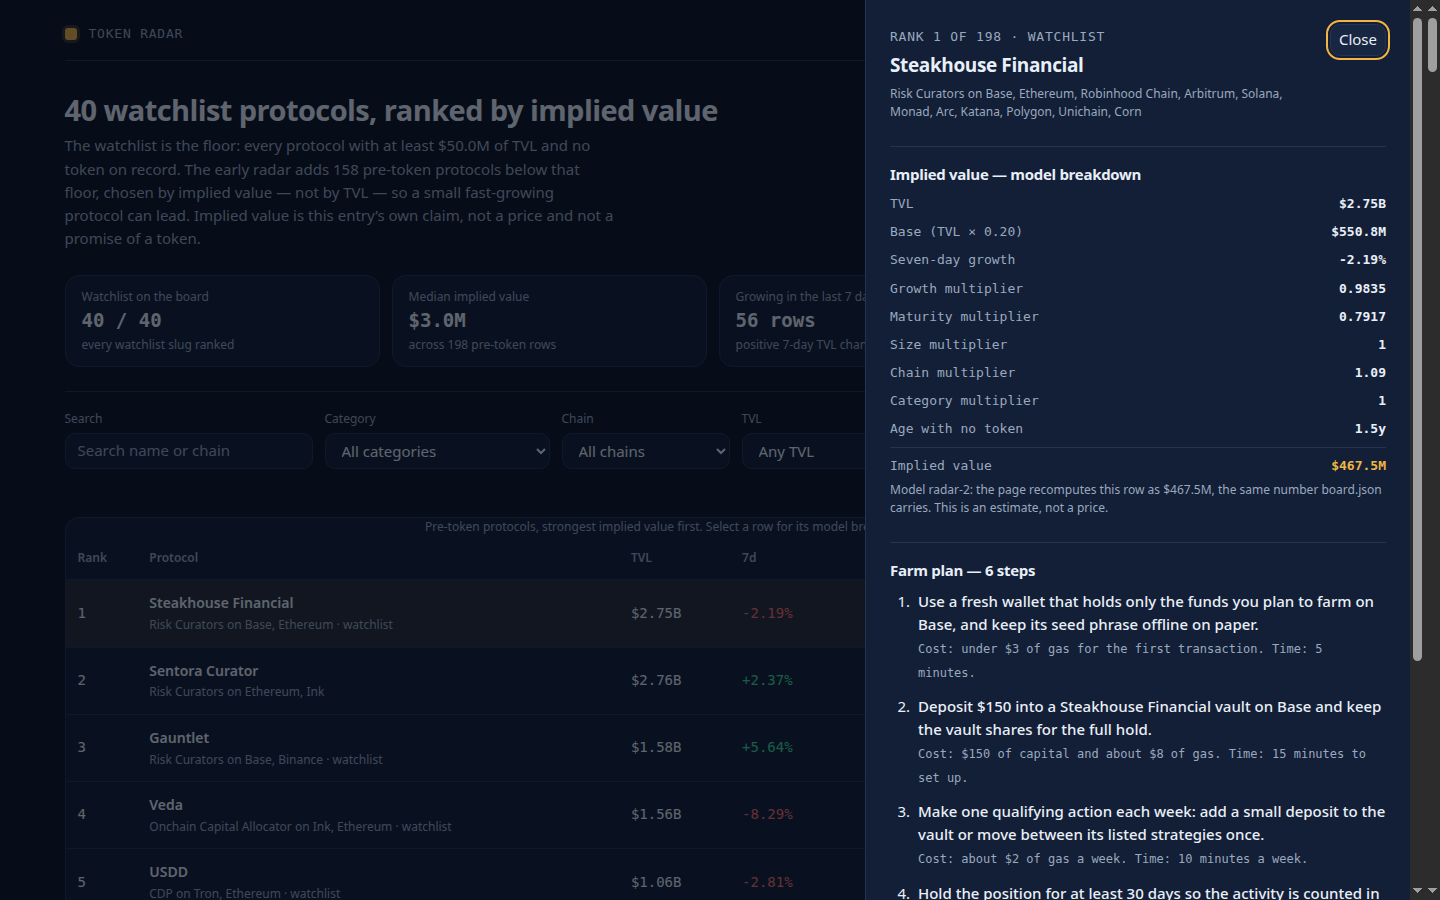 TOKEN RADAR
40 watchlist protocols, ranked by implied value
The watchlist is the floor: every protocol with at least $50.0M of TVL and no
token on record. The early radar adds 158 pre-token protocols below that
floor, chosen by implied value — not by TVL — so a small fast-growing
protocol can lead. Implied value is this entry's own claim, not a price and not a
promise of a token.
Watchlist on the board
40 / 40
every watchlist slug ranked
Median implied value
$3.0M
across 198 pre-token rows
Growing in the last 7 da
56 rows
positive 7-day TVL chan
Search
Search name or chain
Category
All categories
Chain
All chains
TVL
Any TVL
Pre-token protocols, strongest implied value first. Select a row for its model bre
Rank Protocol TVL 7d
1 Steakhouse Financial $2.75B -2.19%
Risk Curators on Base, Ethereum · watchlist
2 Sentora Curator $2.76B +2.37%
Risk Curators on Ethereum, Ink
3 Gauntlet $1.58B +5.64%
Risk Curators on Base, Binance · watchlist
4 Veda $1.56B -8.29%
Onchain Capital Allocator on Ink, Ethereum · watchlist
5 USDD $1.06B -2.81%
CDP on Tron, Ethereum · watchlist
RANK 1 OF 198 · WATCHLIST
Close
Steakhouse Financial
Risk Curators on Base, Ethereum, Robinhood Chain, Arbitrum, Solana,
Monad, Arc, Katana, Polygon, Unichain, Corn
Implied value — model breakdown
TVL $2.75B
Base (TVL × 0.20) $550.8M
Seven-day growth -2.19%
Growth multiplier 0.9835
Maturity multiplier 0.7917
Size multiplier 1
Chain multiplier 1.09
Category multiplier 1
Age with no token 1.5y
Implied value $467.5M
Model radar-2: the page recomputes this row as $467.5M, the same number board.json
carries. This is an estimate, not a price.
Farm plan — 6 steps
1. Use a fresh wallet that holds only the funds you plan to farm on
Base, and keep its seed phrase offline on paper.
Cost: under $3 of gas for the first transaction. Time: 5
minutes.
2. Deposit $150 into a Steakhouse Financial vault on Base and keep
the vault shares for the full hold.
Cost: $150 of capital and about $8 of gas. Time: 15 minutes to
set up.
3. Make one qualifying action each week: add a small deposit to the
vault or move between its listed strategies once.
Cost: about $2 of gas a week. Time: 10 minutes a week.
4. Hold the position for at least 30 days so the activity is counted in